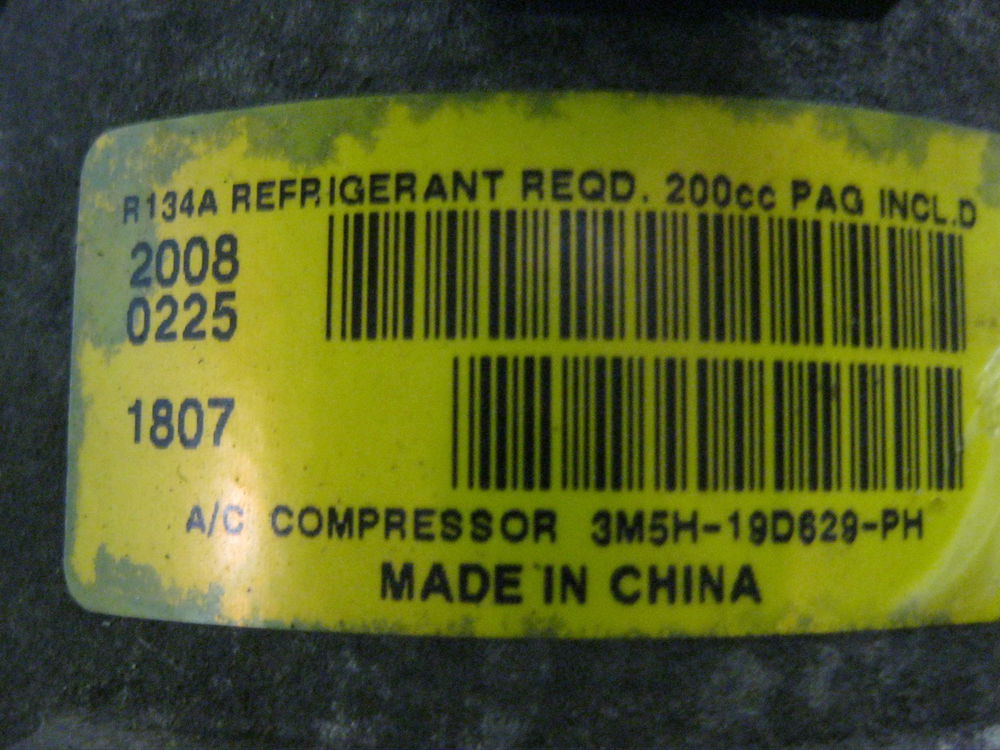 R134A REFRIGERANT REQD. 200cc PAG INCL.D
2008
0225
1807
A/C COMPRESSOR 3M5H-19D629-PH
MADE IN CHINA